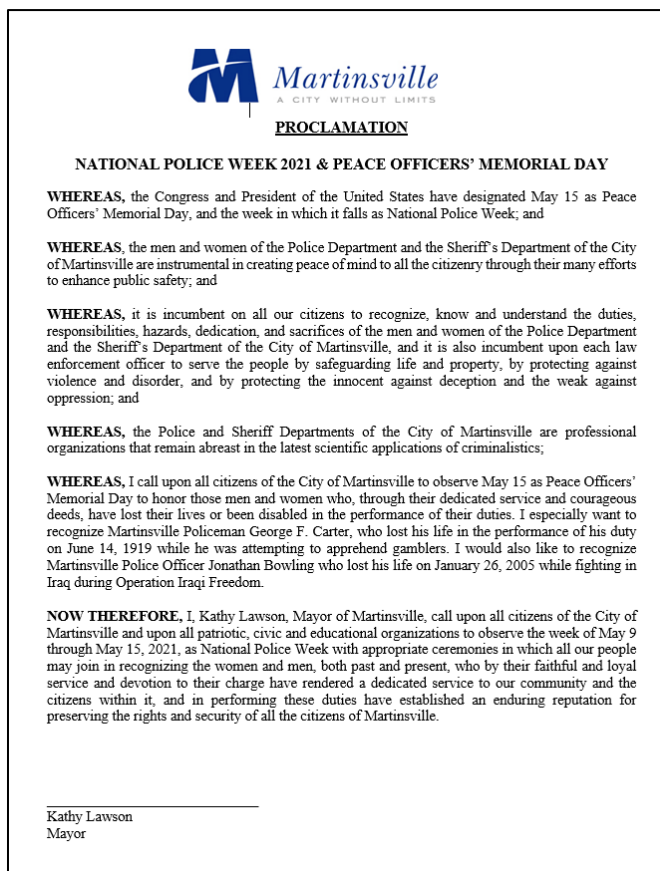 Martinsville
A CITY WITHOUT LIMITS
PROCLAMATION
NATIONAL POLICE WEEK 2021 & PEACE OFFICERS’ MEMORIAL DAY
WHEREAS, the Congress and President of the United States have designated May 15 as Peace
Officers’ Memorial Day, and the week in which it falls as National Police Week; and
WHEREAS, the men and women of the Police Department and the Sheriff’s Department of the City
of Martinsville are instrumental in creating peace of mind to all the citizenry through their many efforts
to enhance public safety; and
WHEREAS, it is incumbent on all our citizens to recognize, know and understand the duties,
responsibilities, hazards, dedication, and sacrifices of the men and women of the Police Department
and the Sheriff’s Department of the City of Martinsville, and it is also incumbent upon each law
enforcement officer to serve the people by safeguarding life and property, by protecting against
violence and disorder, and by protecting the innocent against deception and the weak against
oppression; and
WHEREAS, the Police and Sheriff Departments of the City of Martinsville are professional
organizations that remain abreast in the latest scientific applications of criminalistics;
WHEREAS, I call upon all citizens of the City of Martinsville to observe May 15 as Peace Officers’
Memorial Day to honor those men and women who, through their dedicated service and courageous
deeds, have lost their lives or been disabled in the performance of their duties. I especially want to
recognize Martinsville Policeman George F. Carter, who lost his life in the performance of his duty
on June 14, 1919 while he was attempting to apprehend gamblers. I would also like to recognize
Martinsville Police Officer Jonathan Bowling who lost his life on January 26, 2005 while fighting in
Iraq during Operation Iraqi Freedom.
NOW THEREFORE, I, Kathy Lawson, Mayor of Martinsville, call upon all citizens of the City of
Martinsville and upon all patriotic, civic and educational organizations to observe the week of May 9
through May 15, 2021, as National Police Week with appropriate ceremonies in which all our people
may join in recognizing the women and men, both past and present, who by their faithful and loyal
service and devotion to their charge have rendered a dedicated service to our community and the
citizens within it, and in performing these duties have established an enduring reputation for
preserving the rights and security of all the citizens of Martinsville.
Kathy Lawson
Mayor